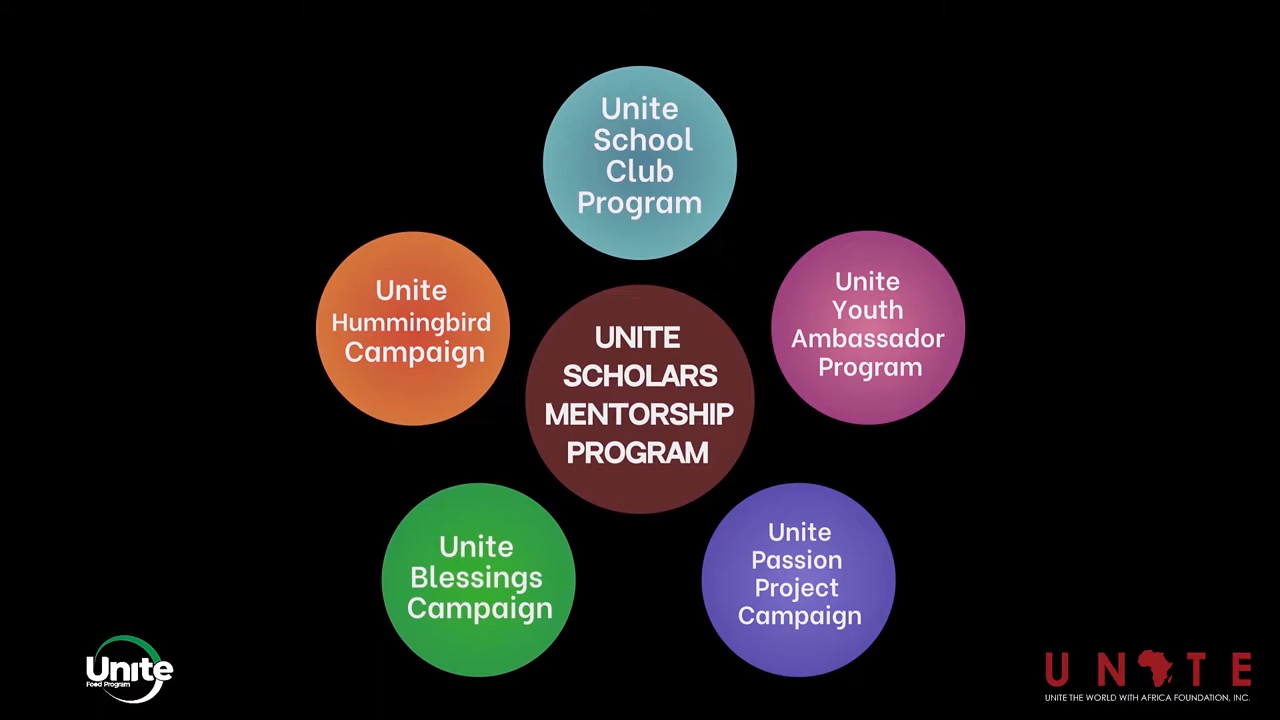 Unite
School
Club
Program
Unite
Hummingbird
Campaign
UNITE
SCHOLARS
MENTORSHIP
PROGRAM
Unite
Youth
Ambassador
Program
Unite
Blessings
Campaign
Unite
Passion
Project
Campaign
Unite
Food Program
UNITE
UNITE THE WORLD WITH AFRICA FOUNDATION, INC.